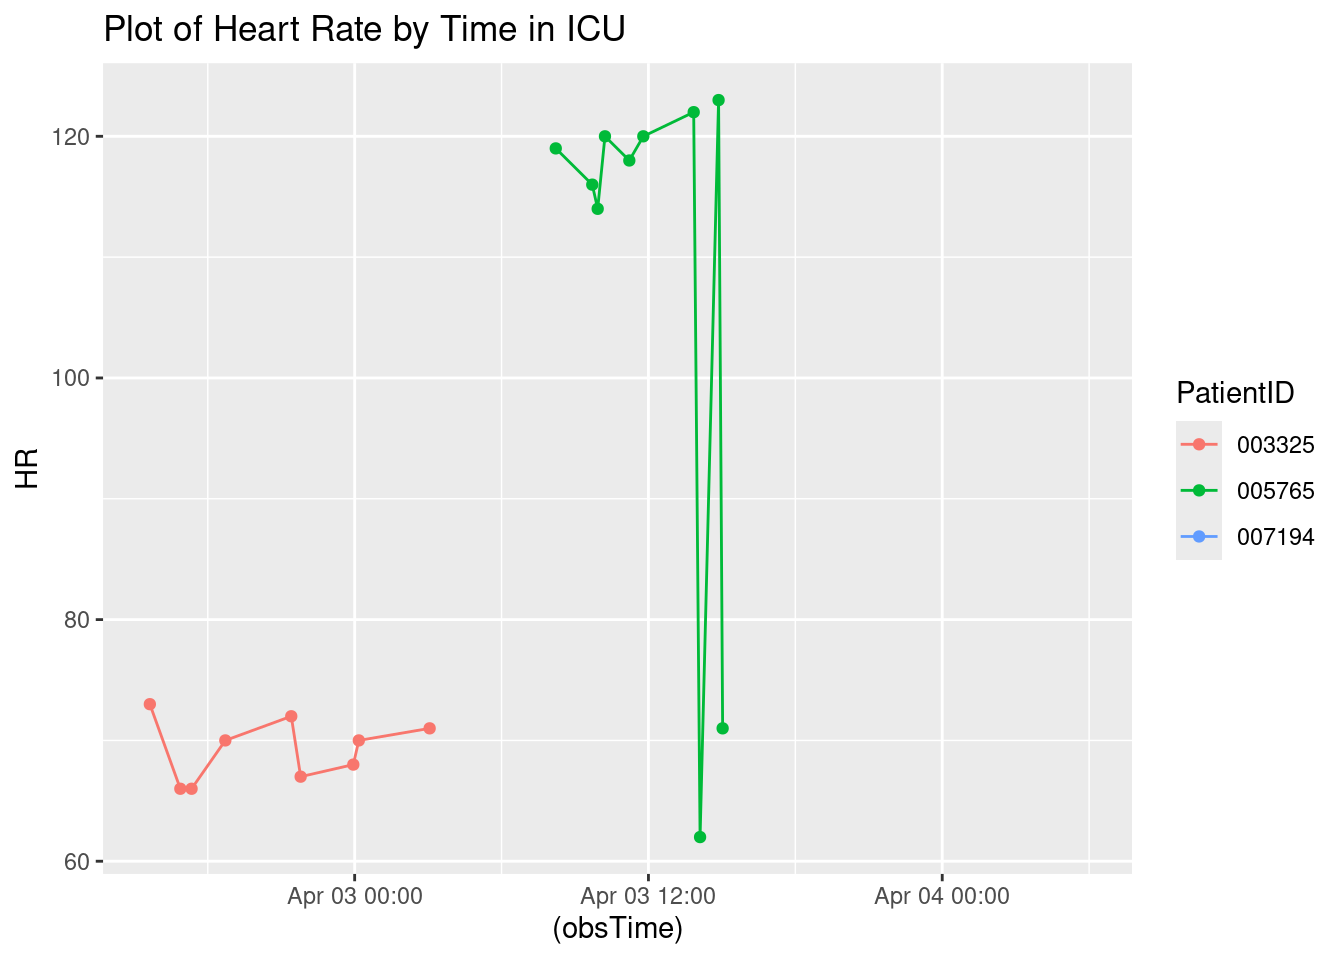 Plot of Heart Rate by Time in ICU
120
100
80
60
HR
Apr 03 00:00
Apr 03 12:00
Apr 04 00:00
(obsTime)
PatientID
003325
005765
007194